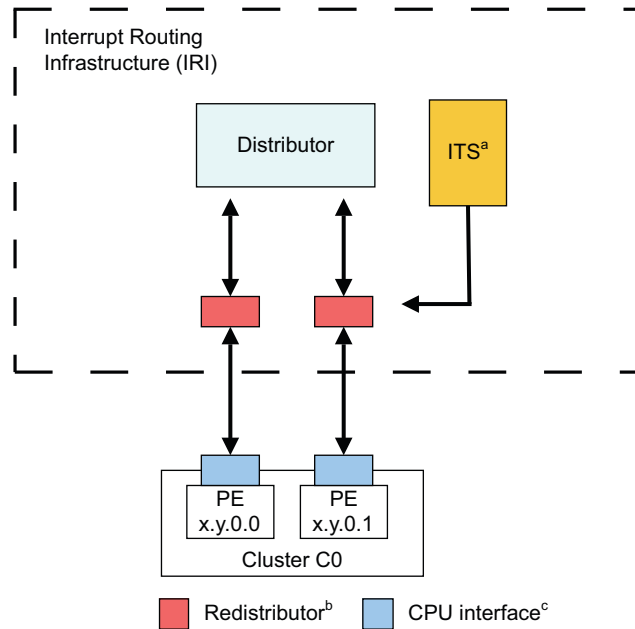 Interrupt Routing
Infrastructure (IRI)
Distributor
ITSᵃ
PE
x.y.0.0
PE
x.y.0.1
Cluster C0
Redistributorᵇ
CPU interfaceᶜ